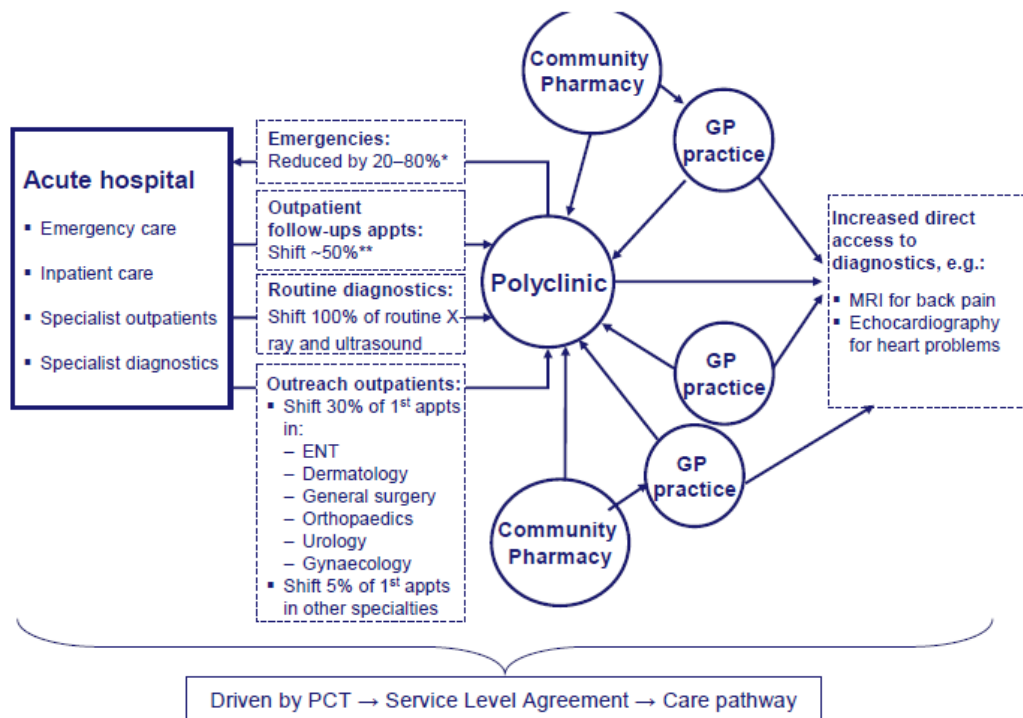 Community
Pharmacy
GP
practice
Acute hospital
▪ Emergency care
▪ Inpatient care
▪ Specialist outpatients
▪ Specialist diagnostics
Emergencies:
Reduced by 20–80%*
Outpatient
follow-ups appts:
Shift ~50%**
Routine diagnostics:
Shift 100% of routine X-
ray and ultrasound
Outreach outpatients:
▪ Shift 30% of 1st appts
in:
– ENT
– Dermatology
– General surgery
– Orthopaedics
– Urology
– Gynaecology
▪ Shift 5% of 1st appts
in other specialties
Polyclinic
Increased direct
access to
diagnostics, e.g.:
▪ MRI for back pain
▪ Echocardiography
for heart problems
GP
practice
GP
practice
Community
Pharmacy
Driven by PCT → Service Level Agreement → Care pathway